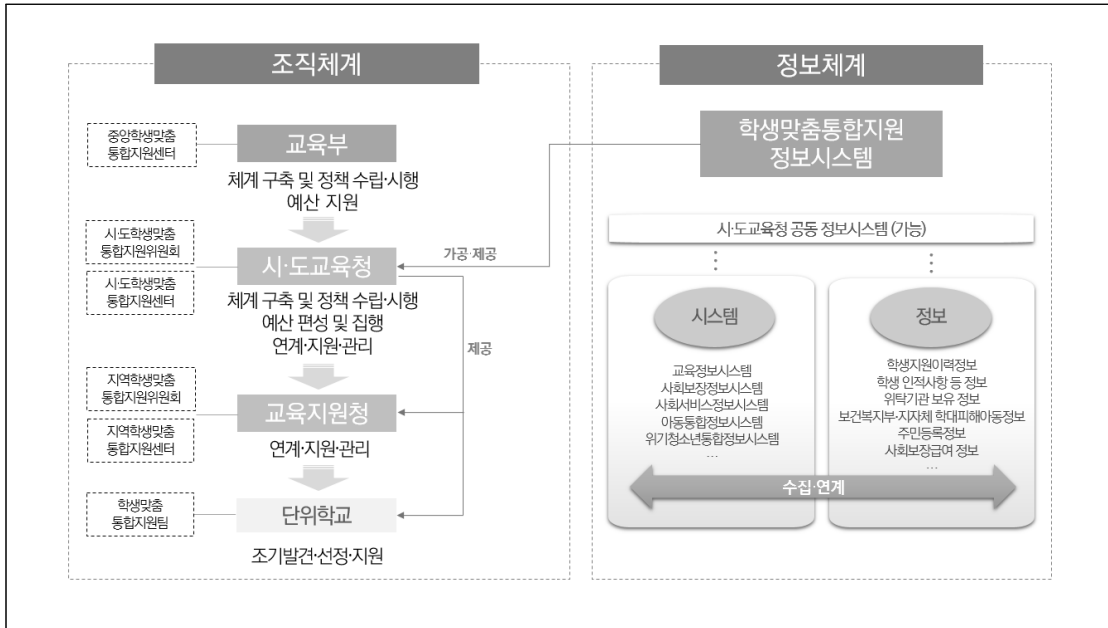 조직체계
중앙학생맞춤
통합지원센터
교육부
체계 구축 및 정책 수립·시행
예산 지원
시·도학생맞춤
통합지원위원회
시·도학생맞춤
통합지원센터
시·도교육청
가공·제공
체계 구축 및 정책 수립·시행
예산 편성 및 집행
연계·지원·관리
제공
지역학생맞춤
통합지원위원회
지역학생맞춤
통합지원센터
교육지원청
연계·지원·관리
학생맞춤
통합지원팀
단위학교
조기발견·선정·지원
정보체계
학생맞춤통합지원
정보시스템
시·도교육청 공동 정보시스템 (가능)
시스템
교육정보시스템
사회보장정보시스템
사회서비스정보시스템
아동통합정보시스템
위기청소년통합정보시스템
…
정보
학생지원이력정보
학생 인적사항 등 정보
위탁기관 보유 정보
보건복지부·지자체 학대피해아동정보
주민등록정보
사회보장급여 정보
…
수집·연계